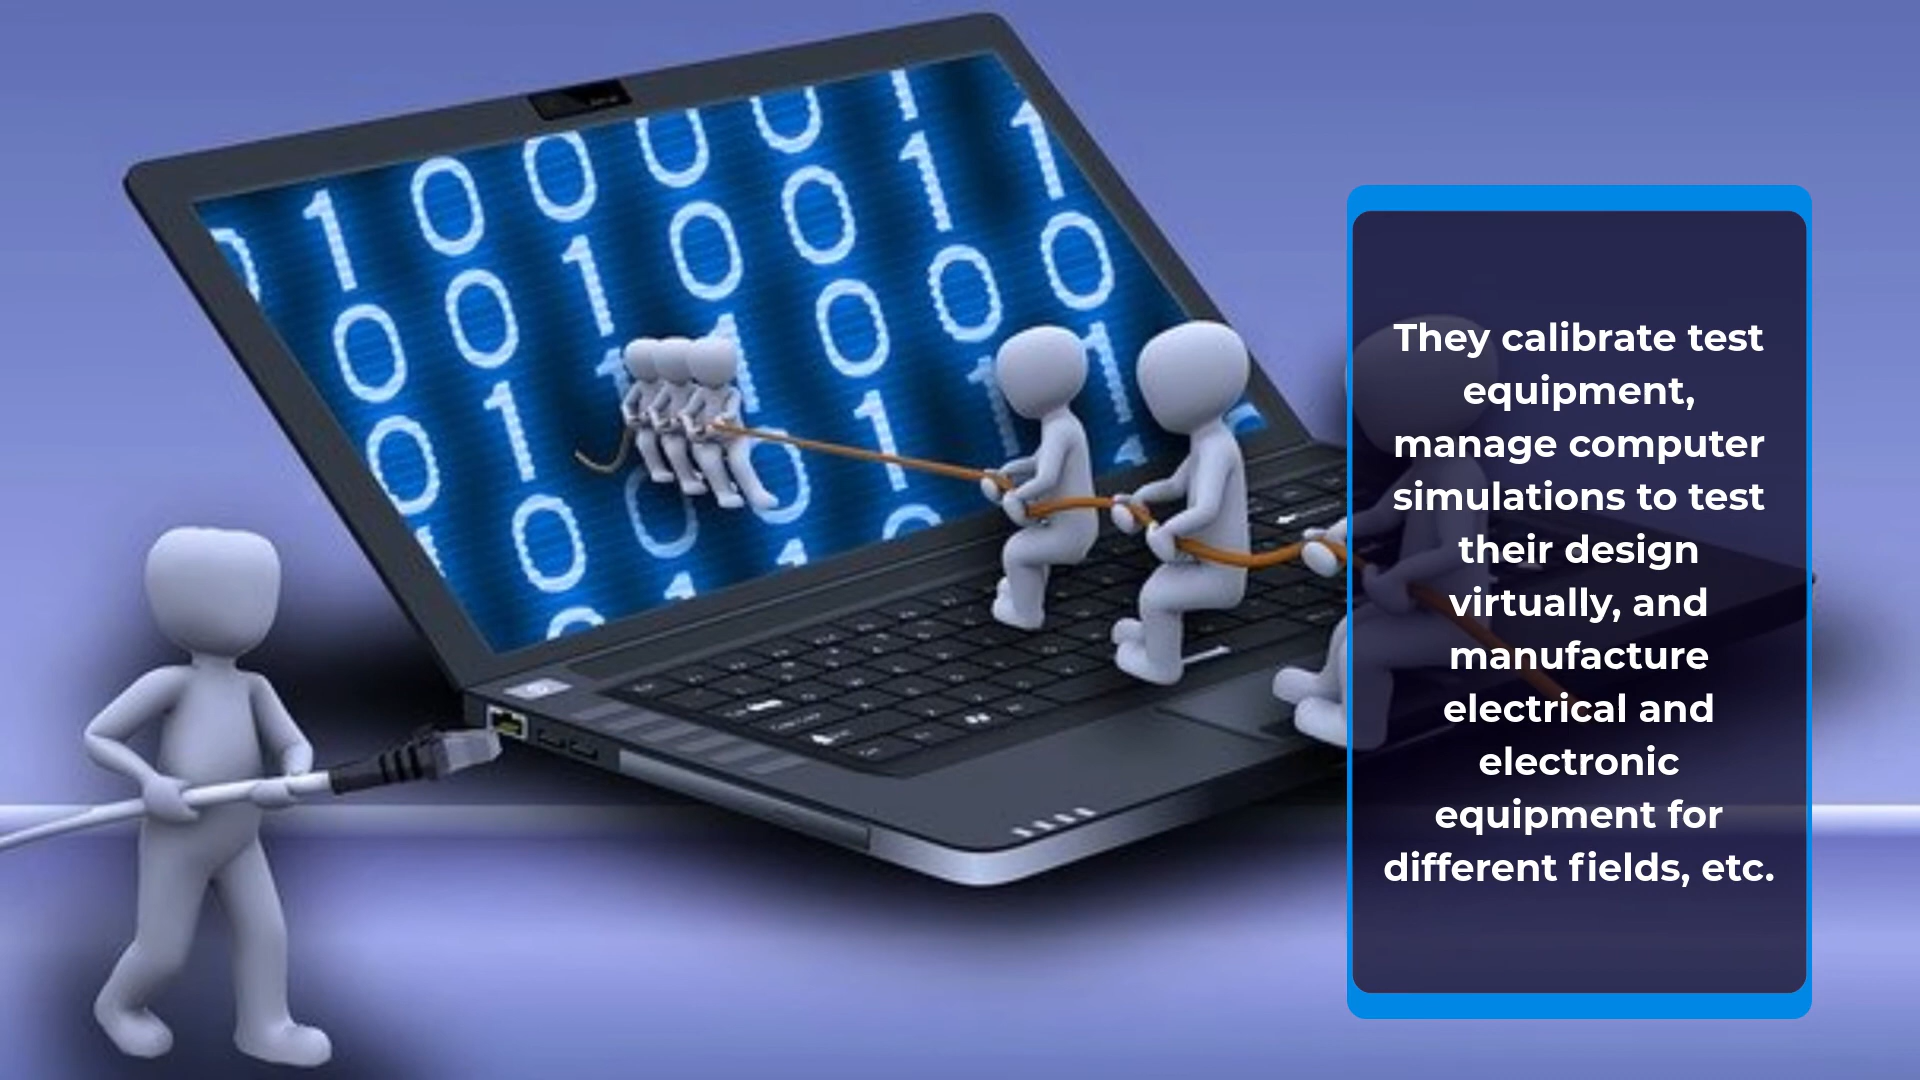 They calibrate test
equipment,
manage computer
simulations to test
their design
virtually, and
manufacture
electrical and
electronic
equipment for
different fields, etc.